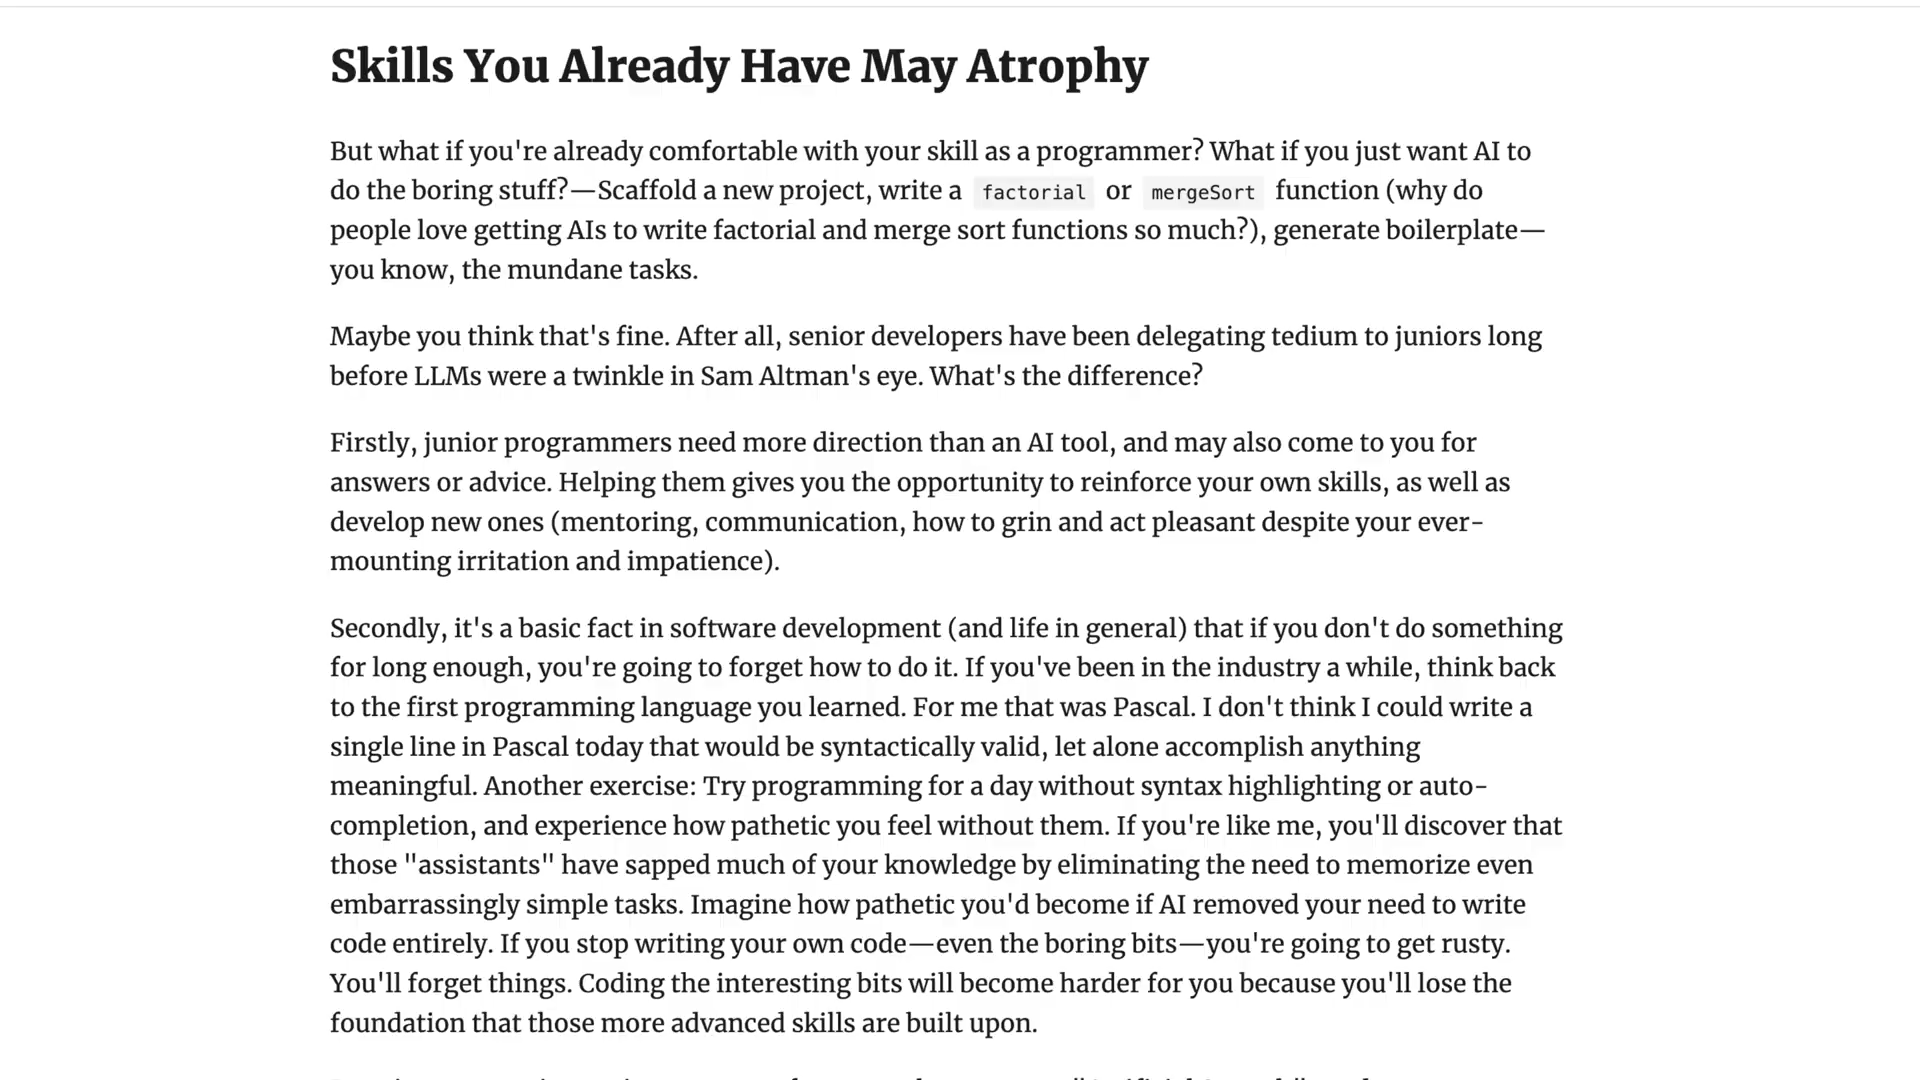 Skills You Already Have May Atrophy
But what if you're already comfortable with your skill as a programmer? What if you just want AI to
do the boring stuff?—Scaffold a new project, write a factorial or mergeSort function (why do
people love getting AIs to write factorial and merge sort functions so much?), generate boilerplate—
you know, the mundane tasks.
Maybe you think that's fine. After all, senior developers have been delegating tedium to juniors long
before LLMs were a twinkle in Sam Altman's eye. What's the difference?
Firstly, junior programmers need more direction than an AI tool, and may also come to you for
answers or advice. Helping them gives you the opportunity to reinforce your own skills, as well as
develop new ones (mentoring, communication, how to grin and act pleasant despite your ever-
mounting irritation and impatience).
Secondly, it's a basic fact in software development (and life in general) that if you don't do something
for long enough, you're going to forget how to do it. If you've been in the industry a while, think back
to the first programming language you learned. For me that was Pascal. I don't think I could write a
single line in Pascal today that would be syntactically valid, let alone accomplish anything
meaningful. Another exercise: Try programming for a day without syntax highlighting or auto-
completion, and experience how pathetic you feel without them. If you're like me, you'll discover that
those "assistants" have sapped much of your knowledge by eliminating the need to memorize even
embarrassingly simple tasks. Imagine how pathetic you'd become if AI removed your need to write
code entirely. If you stop writing your own code—even the boring bits—you're going to get rusty.
You'll forget things. Coding the interesting bits will become harder for you because you'll lose the
foundation that those more advanced skills are built upon.